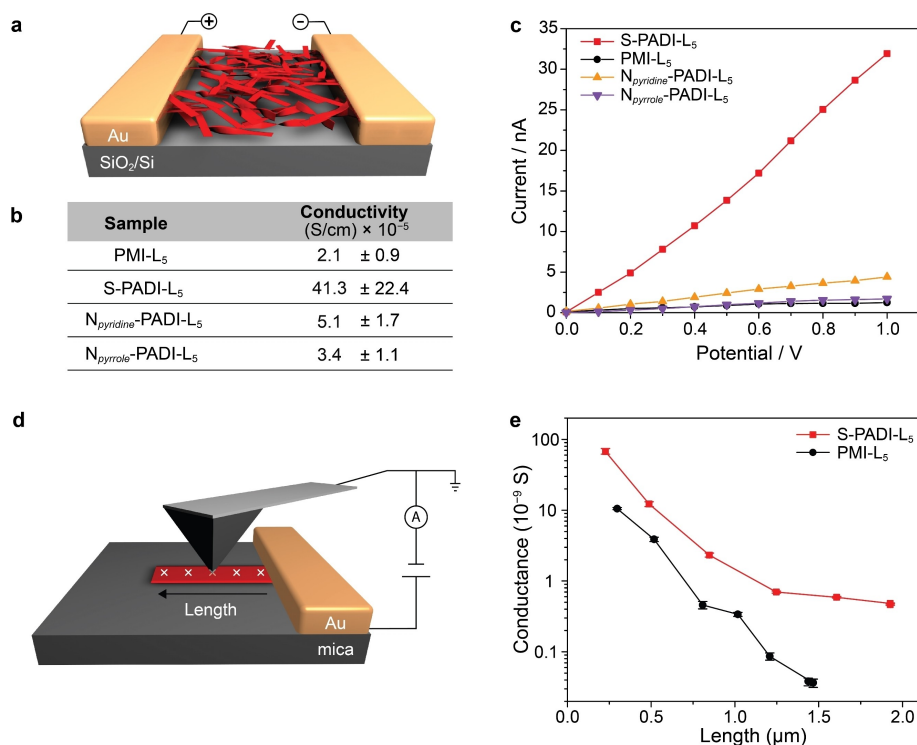 a
+
−
Au
SiO₂/Si
b
Sample Conductivity (S/cm) × 10⁻⁵
PMI-L₅ 2.1 ± 0.9
S-PADI-L₅ 41.3 ± 22.4
Npyridine-PADI-L₅ 5.1 ± 1.7
Npyrrole-PADI-L₅ 3.4 ± 1.1
c
S-PADI-L₅
PMI-L₅
Npyridine-PADI-L₅
Npyrrole-PADI-L₅
Current / nA
35
30
25
20
15
10
5
0
0.0 0.2 0.4 0.6 0.8 1.0
Potential / V
d
A
Length
Au
mica
e
S-PADI-L₅
PMI-L₅
Conductance (10⁻⁹ S)
100
10
1
0.1
0.0 0.5 1.0 1.5 2.0
Length (µm)